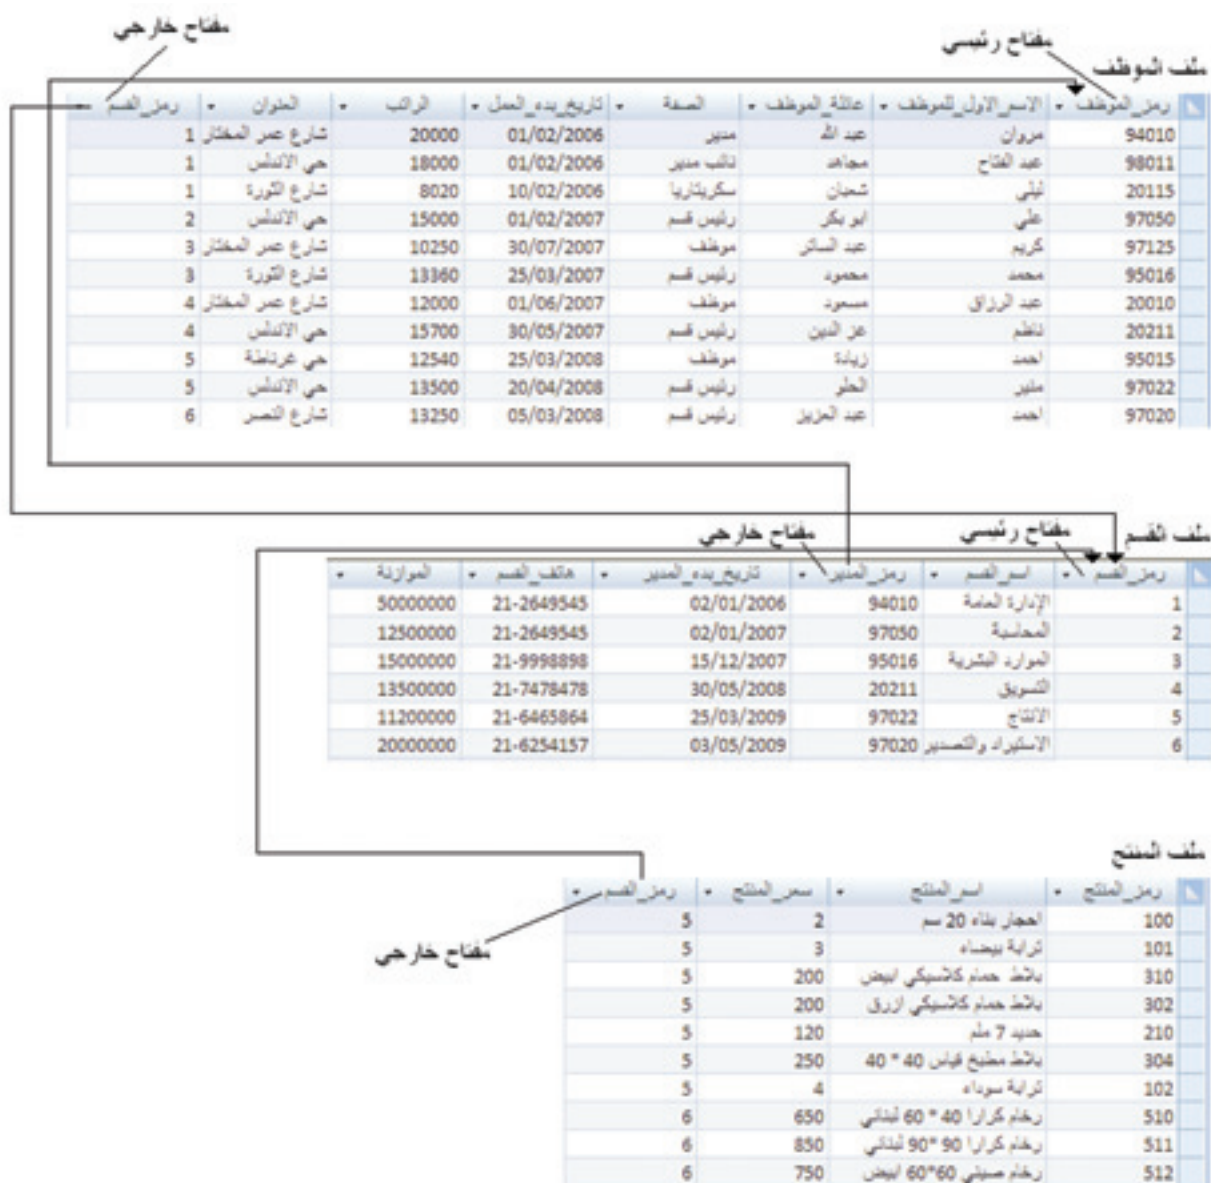 مفتاح خارجي
مفتاح رئيسي
ملف الموظف
رمز_الموظف الاسم_الاول_للموظف عائلة_الموظف الصفة تاريخ_بدء_العمل الراتب العنوان رمز_القسم
94010 مروان عبد الله مدير 01/02/2006 20000 شارع عمر المختار 1
98011 عبد الفتاح مجاهد نائب مدير 01/02/2006 18000 حي الاندلس 1
20115 ليلى شعبان سكريتاريا 10/02/2006 8020 شارع الثورة 1
97050 علي ابو بكر رئيس قسم 01/02/2007 15000 حي الاندلس 2
97125 كريم عبد الساتر موظف 30/07/2007 10250 شارع عمر المختار 3
95016 محمد محمود رئيس قسم 25/03/2007 13360 شارع الثورة 3
20010 عبد الرزاق مسعود موظف 01/06/2007 12000 شارع عمر المختار 4
20211 ناظم عز الدين رئيس قسم 30/05/2007 15700 حي الاندلس 4
95015 احمد زيادة موظف 25/03/2008 12540 حي غرناطة 5
97022 منير الحلو رئيس قسم 20/04/2008 13500 حي الاندلس 5
97020 احمد عبد العزيز رئيس قسم 05/03/2008 13250 شارع النصر 6
مفتاح خارجي
مفتاح رئيسي
ملف القسم
رمز_القسم اسم_القسم رمز_المدير تاريخ_بدء_المدير هاتف_القسم الموازنة
1 الإدارة العامة 94010 02/01/2006 21-2649545 50000000
2 المحاسبة 97050 02/01/2007 21-2649545 12500000
3 الموارد البشرية 95016 15/12/2007 21-9998898 15000000
4 التسويق 20211 30/05/2008 21-7478478 13500000
5 الانتاج 97022 25/03/2009 21-6465864 11200000
6 الاستيراد والتصدير 97020 03/05/2009 21-6254157 20000000
ملف المنتج
رمز_المنتج اسم_المنتج سعر_المنتج رمز_القسم
100 احجار بناء 20 سم 2 5
101 ترابة بيضاء 3 5
310 بلاط حمام كلاسيكي ابيض 200 5
302 بلاط حمام كلاسيكي ازرق 200 5
210 حديد 7 ملم 120 5
304 بلاط مطبخ قياس 40 * 40 250 5
102 ترابة سوداء 4 5
510 رخام كرارا 40 * 60 لبناني 650 6
511 رخام كرارا 90 *90 لبناني 850 6
512 رخام صيني 60*60 ابيض 750 6
مفتاح خارجي